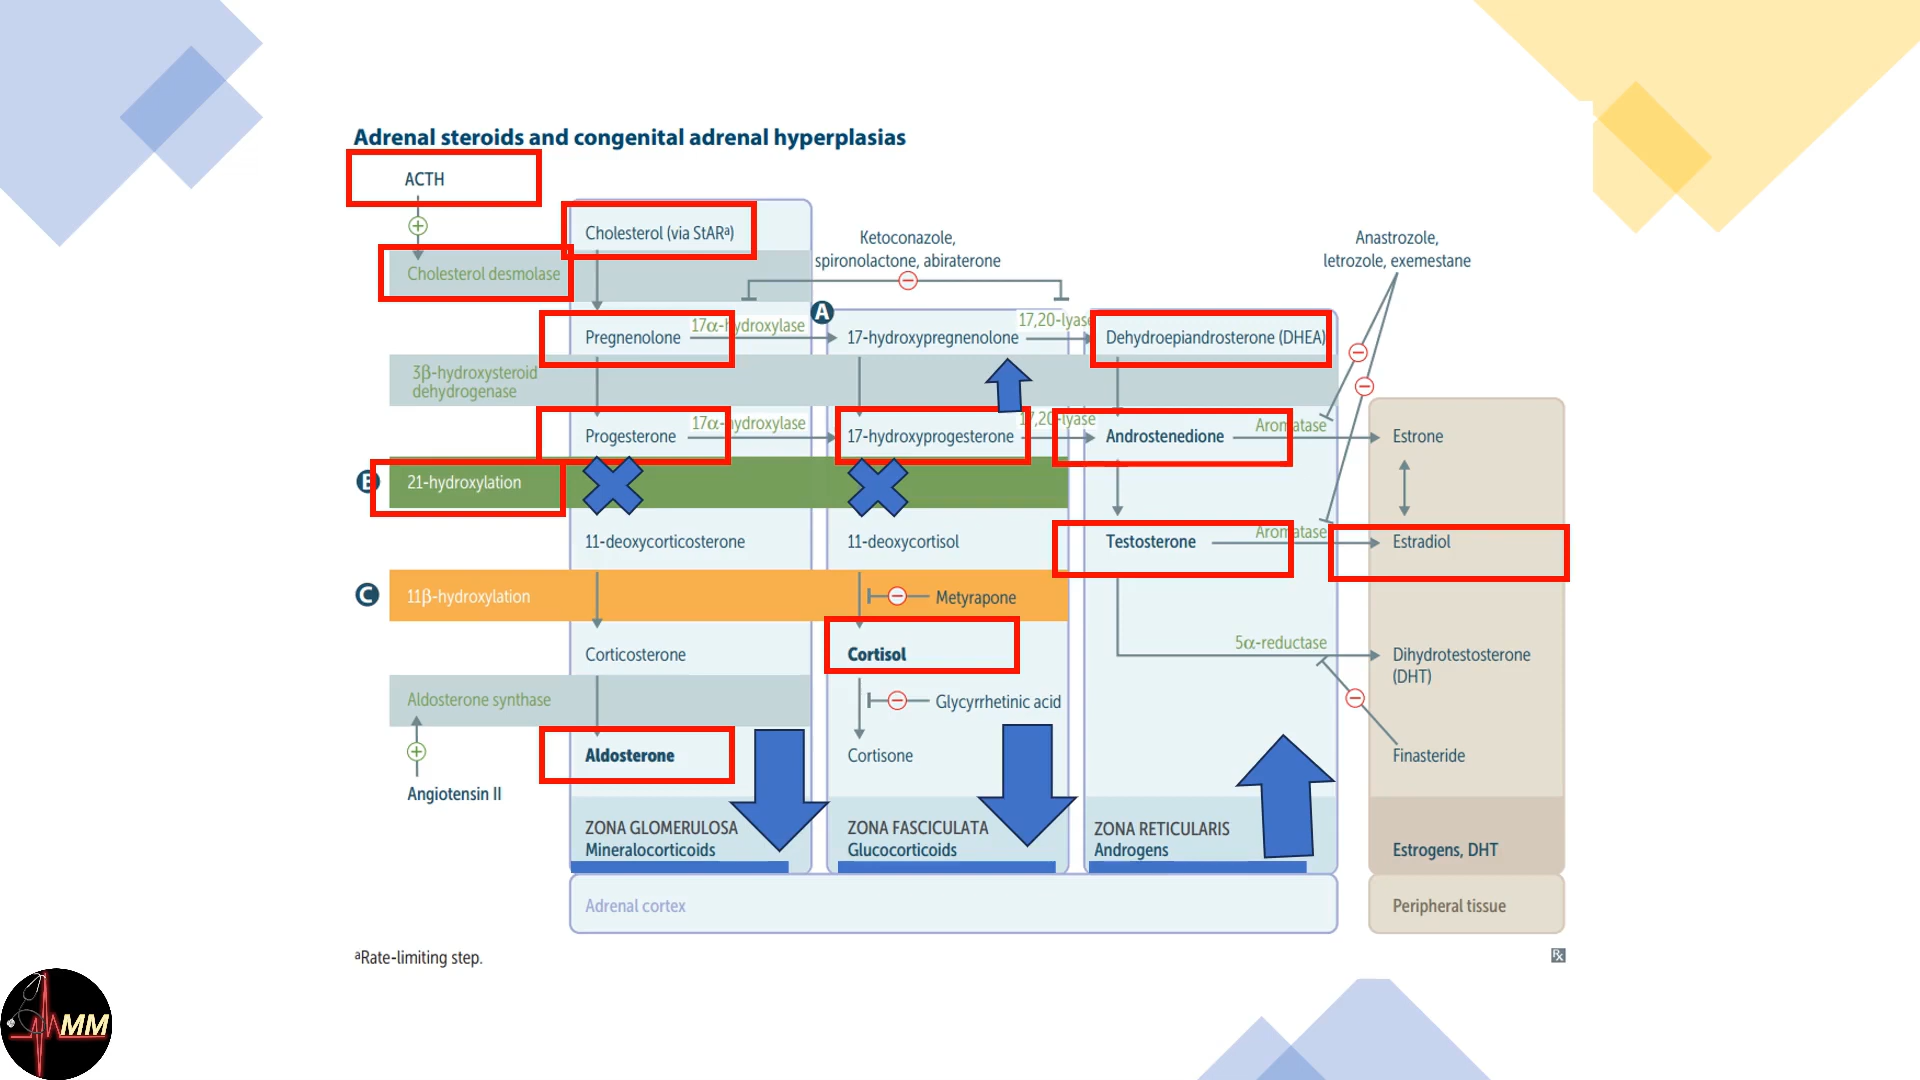 Adrenal steroids and congenital adrenal hyperplasias
ACTH
Cholesterol (via StARᵃ)
Ketoconazole,
spironolactone, abiraterone
Anastrozole,
letrozole, exemestane
Cholesterol desmolase
A
Pregnenolone
17α-hydroxylase
17-hydroxypregnenolone
17,20-lyase
Dehydroepiandrosterone (DHEA)
3β-hydroxysteroid
dehydrogenase
Progesterone
17α-hydroxylase
17-hydroxyprogesterone
17,20-lyase
Androstenedione
Aromatase
Estrone
B
21-hydroxylation
11-deoxycorticosterone
11-deoxycortisol
Testosterone
Aromatase
Estradiol
C
11β-hydroxylation
Metyrapone
Corticosterone
Cortisol
5α-reductase
Dihydrotestosterone
(DHT)
Aldosterone synthase
Glycyrrhetinic acid
Aldosterone
Cortisone
Finasteride
Angiotensin II
ZONA GLOMERULOSA
Mineralocorticoids
ZONA FASCICULATA
Glucocorticoids
ZONA RETICULARIS
Androgens
Estrogens, DHT
Adrenal cortex
Peripheral tissue
ᵃRate-limiting step.
Rx
MM